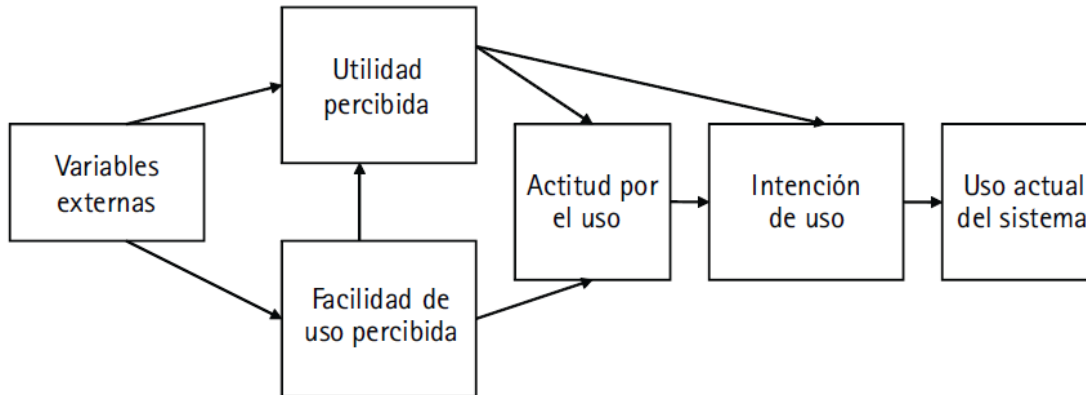 Utilidad
percibida
Variables
externas
Facilidad de
uso percibida
Actitud por
el uso
Intención
de uso
Uso actual
del sistema